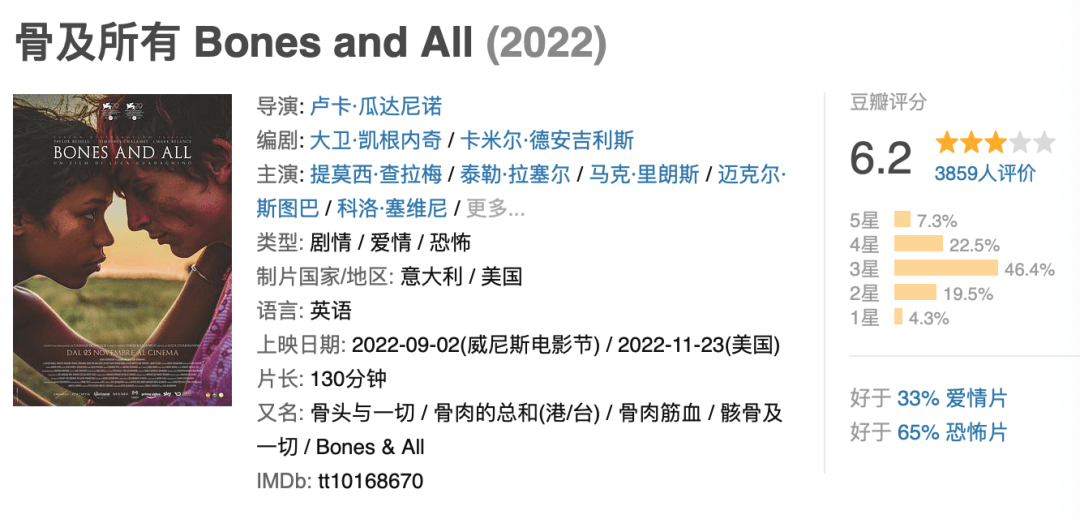 骨及所有 Bones and All (2022)
BONES AND ALL
DAL 23 NOVEMBRE AL CINEMA
导演: 卢卡·瓜达尼诺
编剧: 大卫·凯根内奇 / 卡米尔·德安吉利斯
主演: 提莫西·查拉梅 / 泰勒·拉塞尔 / 马克·里朗斯 / 迈克尔·
斯图巴 / 科洛·塞维尼 / 更多...
类型: 剧情 / 爱情 / 恐怖
制片国家/地区: 意大利 / 美国
语言: 英语
上映日期: 2022-09-02(威尼斯电影节) / 2022-11-23(美国)
片长: 130分钟
又名: 骨头与一切 / 骨肉的总和(港/台) / 骨肉筋血 / 骸骨及
一切 / Bones & All
IMDb: tt10168670
豆瓣评分
6.2
3859人评价
5星 7.3%
4星 22.5%
3星 46.4%
2星 19.5%
1星 4.3%
好于 33% 爱情片
好于 65% 恐怖片